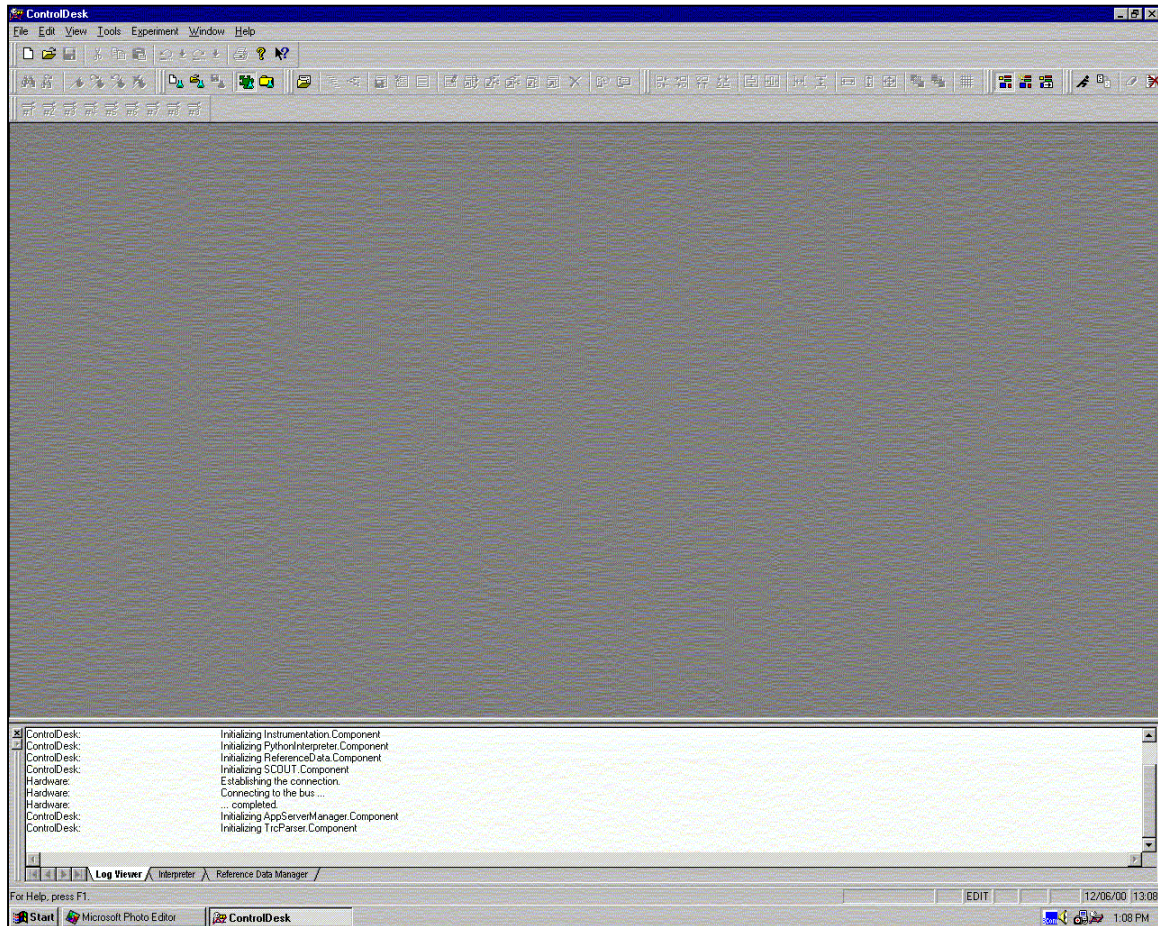 ControlDesk
File Edit View Tools Experiment Window Help
ControlDesk: Initializing Instrumentation.Component
ControlDesk: Initializing PythonInterpreter.Component
ControlDesk: Initializing ReferenceData.Component
ControlDesk: Initializing SCOUT.Component
Hardware: Establishing the connection.
Hardware: Connecting to the bus ...
Hardware: ... completed.
ControlDesk: Initializing AppServerManager.Component
ControlDesk: Initializing TrcParser.Component
Log Viewer Interpreter Reference Data Manager
For Help, press F1. EDIT 12/06/00 13:08
Start Microsoft Photo Editor ControlDesk 1:08 PM